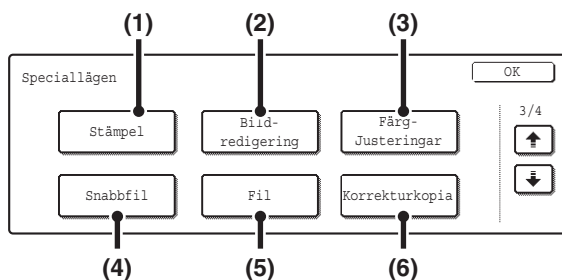 (1) (2) (3)
Speciallägen OK
Stämpel Bild-
redigering Färg-
Justeringar 3/4
Snabbfil Fil Korrekturkopia
(4) (5) (6)